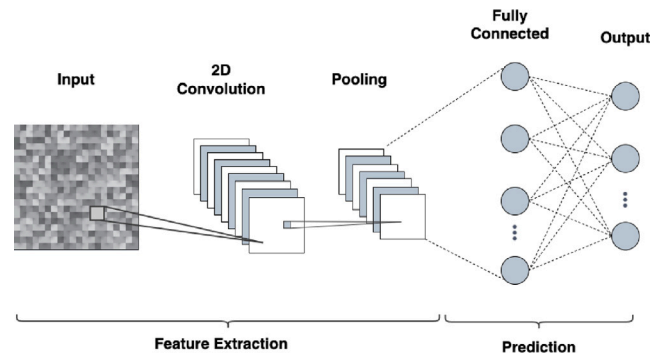 Fully
Connected
Output
2D
Convolution
Input
Pooling
Feature Extraction
Prediction